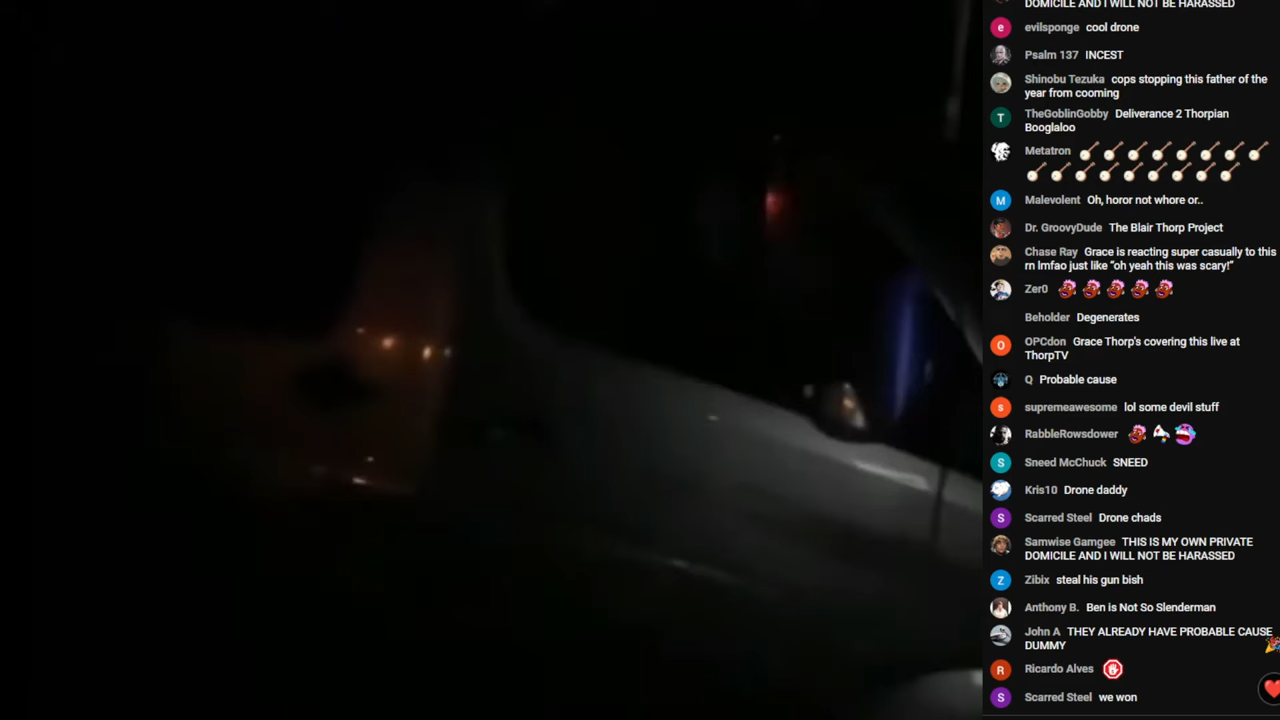 DOMICILE AND I WILL NOT BE HARASSED
evilsponge cool drone
Psalm 137 INCEST
Shinobu Tezuka cops stopping this father of the
year from cooming
TheGoblinGobby Deliverance 2 Thorpian
Booglaloo
Metatron
Malevolent Oh, horor not whore or..
Dr. GroovyDude The Blair Thorp Project
Chase Ray Grace is reacting super casually to this
rn lmfao just like “oh yeah this was scary!”
Zer0
Beholder Degenerates
OPCdon Grace Thorp's covering this live at
ThorpTV
Q Probable cause
supremeawesome lol some devil stuff
RabbleRowsdower
Sneed McChuck SNEED
Kris10 Drone daddy
Scarred Steel Drone chads
Samwise Gamgee THIS IS MY OWN PRIVATE
DOMICILE AND I WILL NOT BE HARASSED
Zibix steal his gun bish
Anthony B. Ben is Not So Slenderman
John A THEY ALREADY HAVE PROBABLE CAUSE
DUMMY
Ricardo Alves
Scarred Steel we won